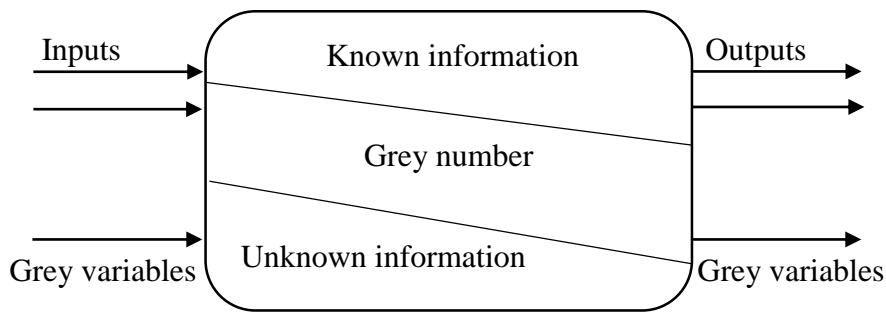 Inputs
Known information
Outputs
Grey number
Unknown information
Grey variables
Grey variables